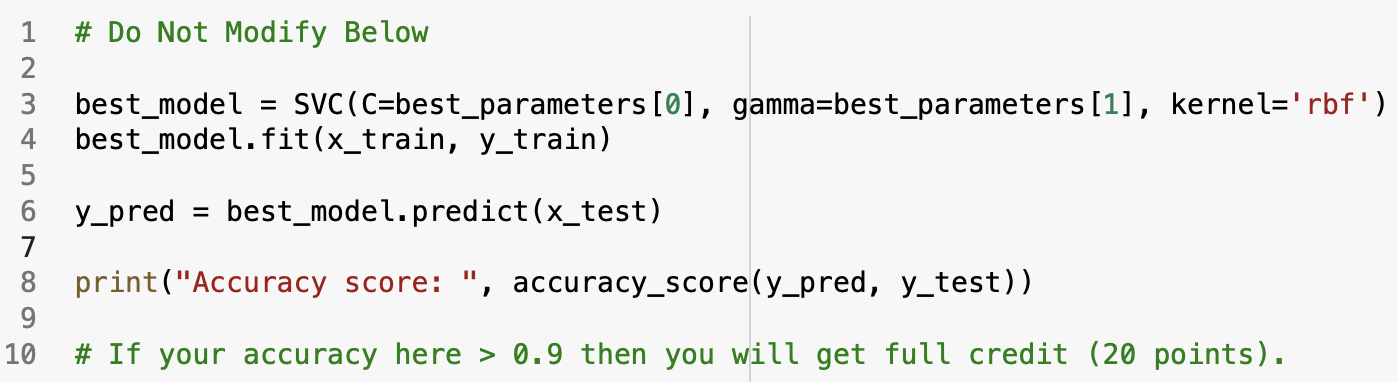 1 # Do Not Modify Below
2
3 best_model = SVC(C=best_parameters[0], gamma=best_parameters[1], kernel='rbf')
4 best_model.fit(x_train, y_train)
5
6 y_pred = best_model.predict(x_test)
7
8 print("Accuracy score: ", accuracy_score(y_pred, y_test))
9
10 # If your accuracy here > 0.9 then you will get full credit (20 points).